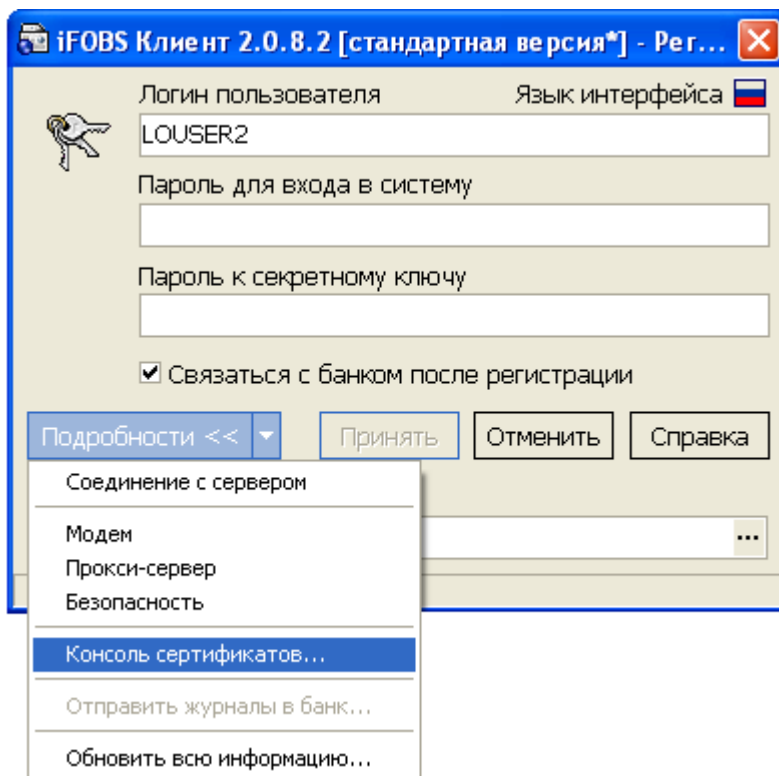 iFOBS Клиент 2.0.8.2 [стандартная версия*] - Рег...
Логин пользователя Язык интерфейса
LOUSER2
Пароль для входа в систему
Пароль к секретному ключу
Связаться с банком после регистрации
Подробности << Принять Отменить Справка
Соединение с сервером
Модем
...
Прокси-сервер
Безопасность
Консоль сертификатов...
Отправить журналы в банк...
Обновить всю информацию...